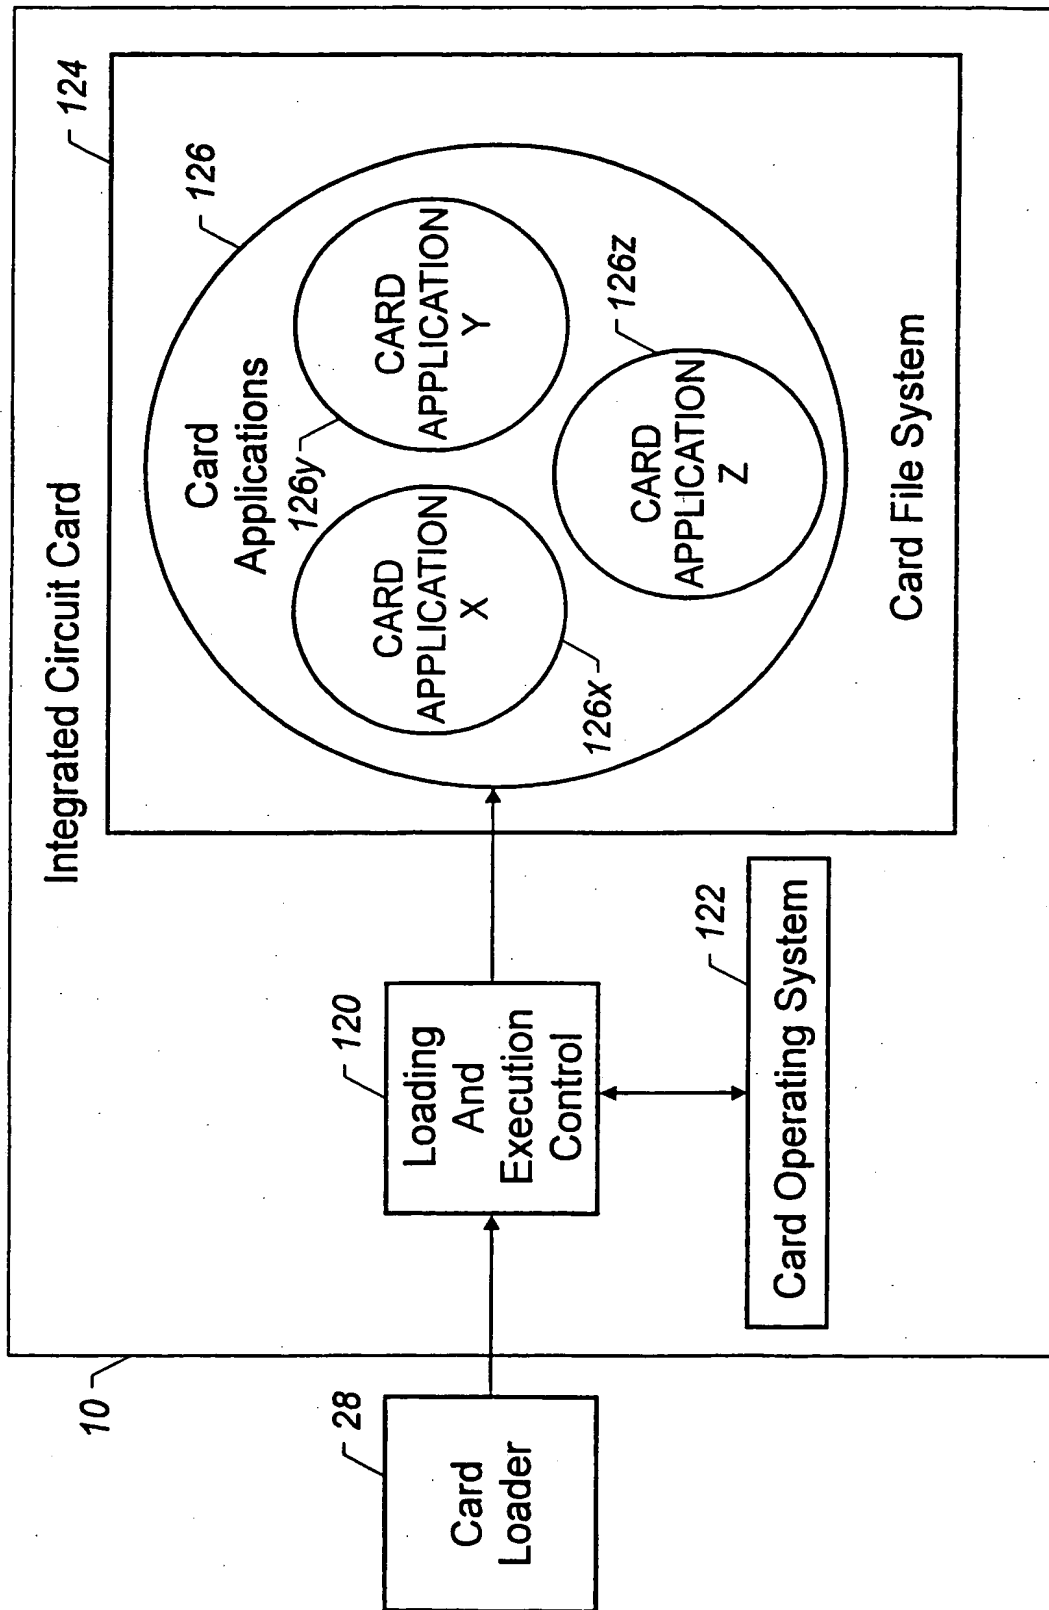 Integrated Circuit Card
10
124
126
Card
Applications
126y
CARD
APPLICATION
Y
CARD
APPLICATION
X
126x
126z
CARD
APPLICATION
Z
Card File System
120
Loading
And
Execution
Control
122
Card Operating System
28
Card
Loader